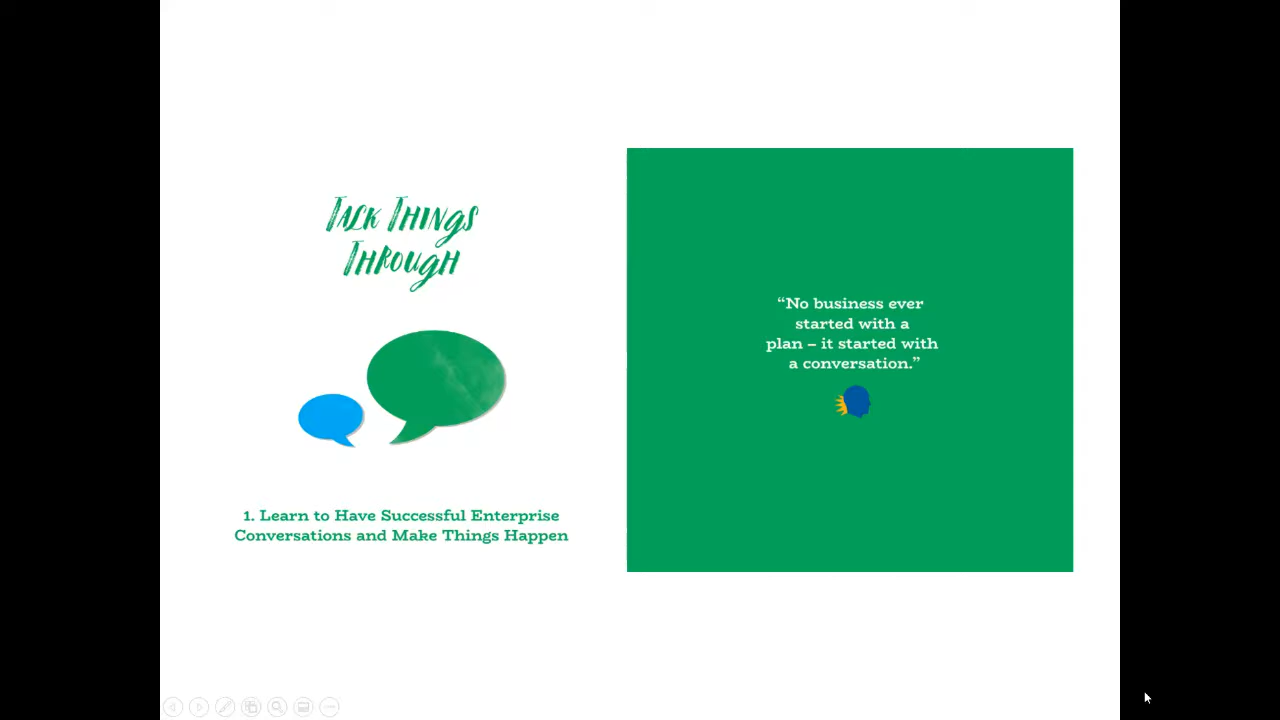 Talk Things
Through
1. Learn to Have Successful Enterprise
Conversations and Make Things Happen
“No business ever
started with a
plan – it started with
a conversation.”